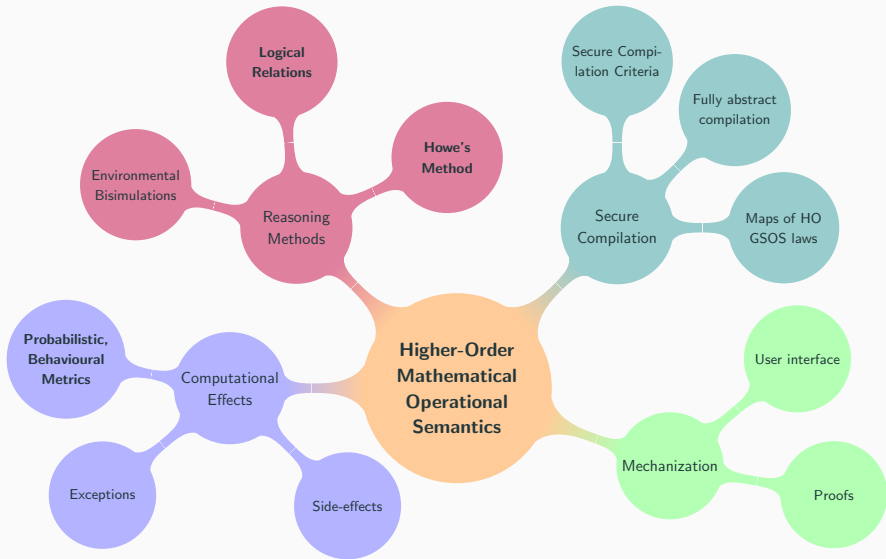 Logical
Relations
Secure Compi-
lation Criteria
Fully abstract
compilation
Howe's
Method
Environmental
Bisimulations
Reasoning
Methods
Secure
Compilation
Maps of HO
GSOS laws
Probabilistic,
Behavioural
Metrics
Computational
Effects
Higher-Order
Mathematical
Operational
Semantics
User interface
Mechanization
Exceptions
Side-effects
Proofs